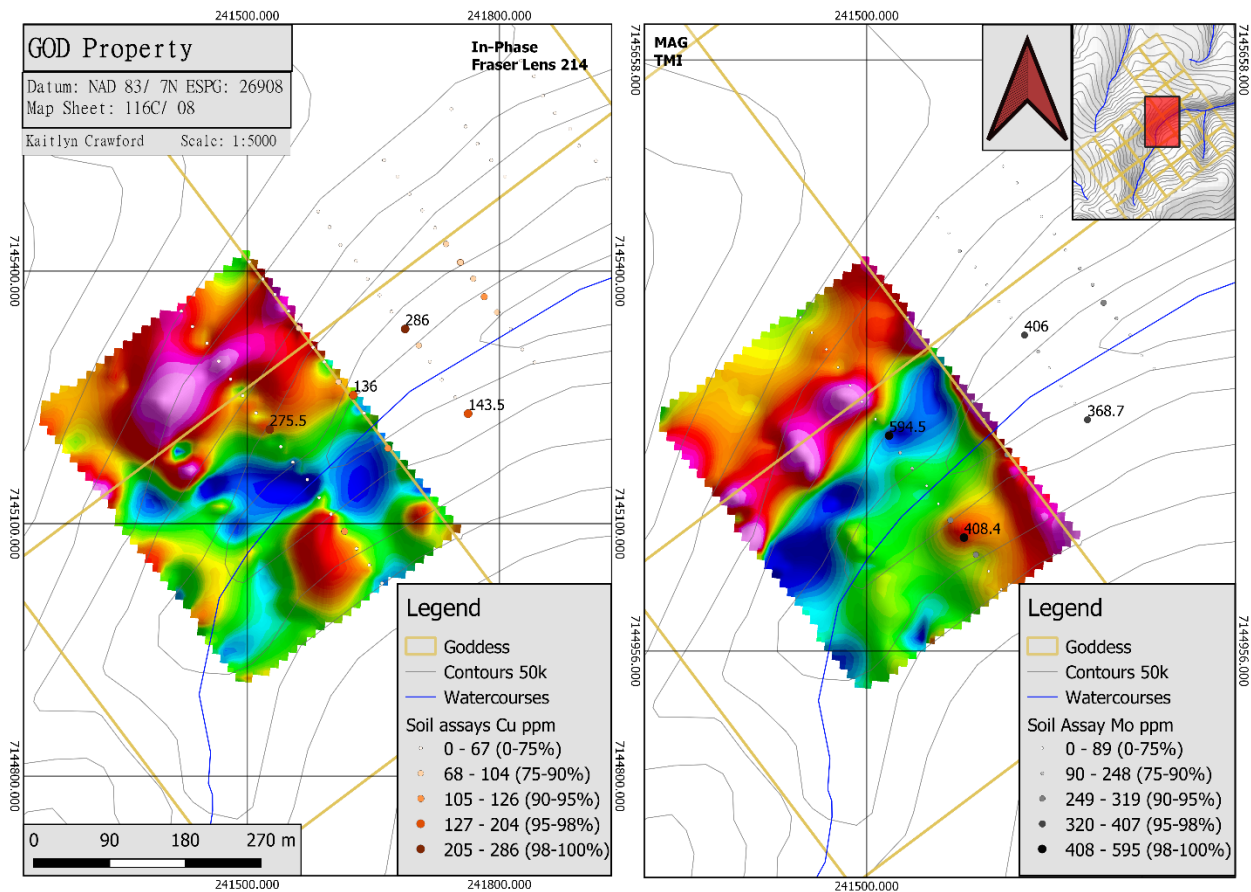 241500.000
241800.000
GOD Property
Datum: NAD 83/ 7N ESPG: 26908
Map Sheet: 116C/ 08
Kaitlyn Crawford Scale: 1:5000
In-Phase
Fraser Lens 214
7145400.000
7145100.000
7144800.000
286
136
143.5
275.5
Legend
Goddess
Contours 50k
Watercourses
Soil assays Cu ppm
0 - 67 (0-75%)
68 - 104 (75-90%)
105 - 126 (90-95%)
127 - 204 (95-98%)
205 - 286 (98-100%)
0 90 180 270 m
241500.000
241800.000
241500.000
MAG
TMI
7145658.000
7145400.000
7145100.000
7144956.000
7144800.000
406
368.7
594.5
408.4
Legend
Goddess
Contours 50k
Watercourses
Soil Assay Mo ppm
0 - 89 (0-75%)
90 - 248 (75-90%)
249 - 319 (90-95%)
320 - 407 (95-98%)
408 - 595 (98-100%)
7145658.000
7144956.000
241500.000